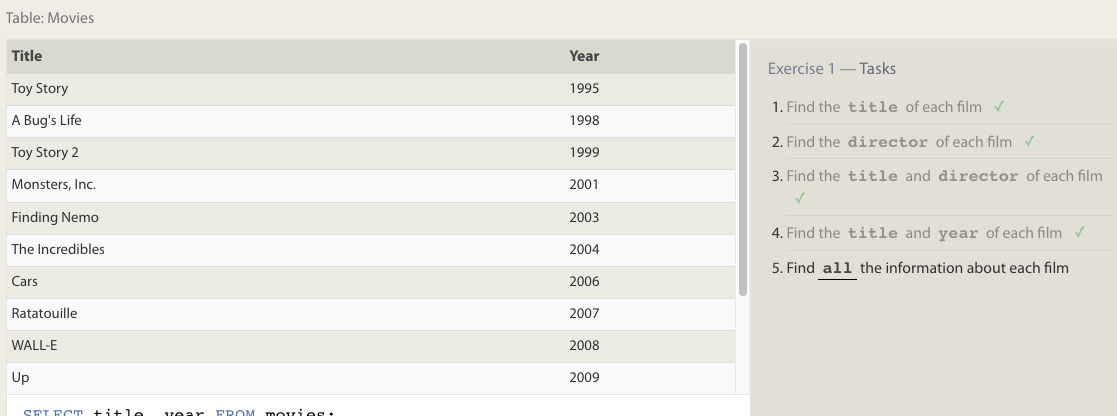 Table: Movies
Title Year
Toy Story 1995
A Bug's Life 1998
Toy Story 2 1999
Monsters, Inc. 2001
Finding Nemo 2003
The Incredibles 2004
Cars 2006
Ratatouille 2007
WALL-E 2008
Up 2009
SELECT title, year FROM movies;
Exercise 1 — Tasks
1. Find the title of each film ✓
2. Find the director of each film ✓
3. Find the title and director of each film
✓
4. Find the title and year of each film ✓
5. Find all the information about each film